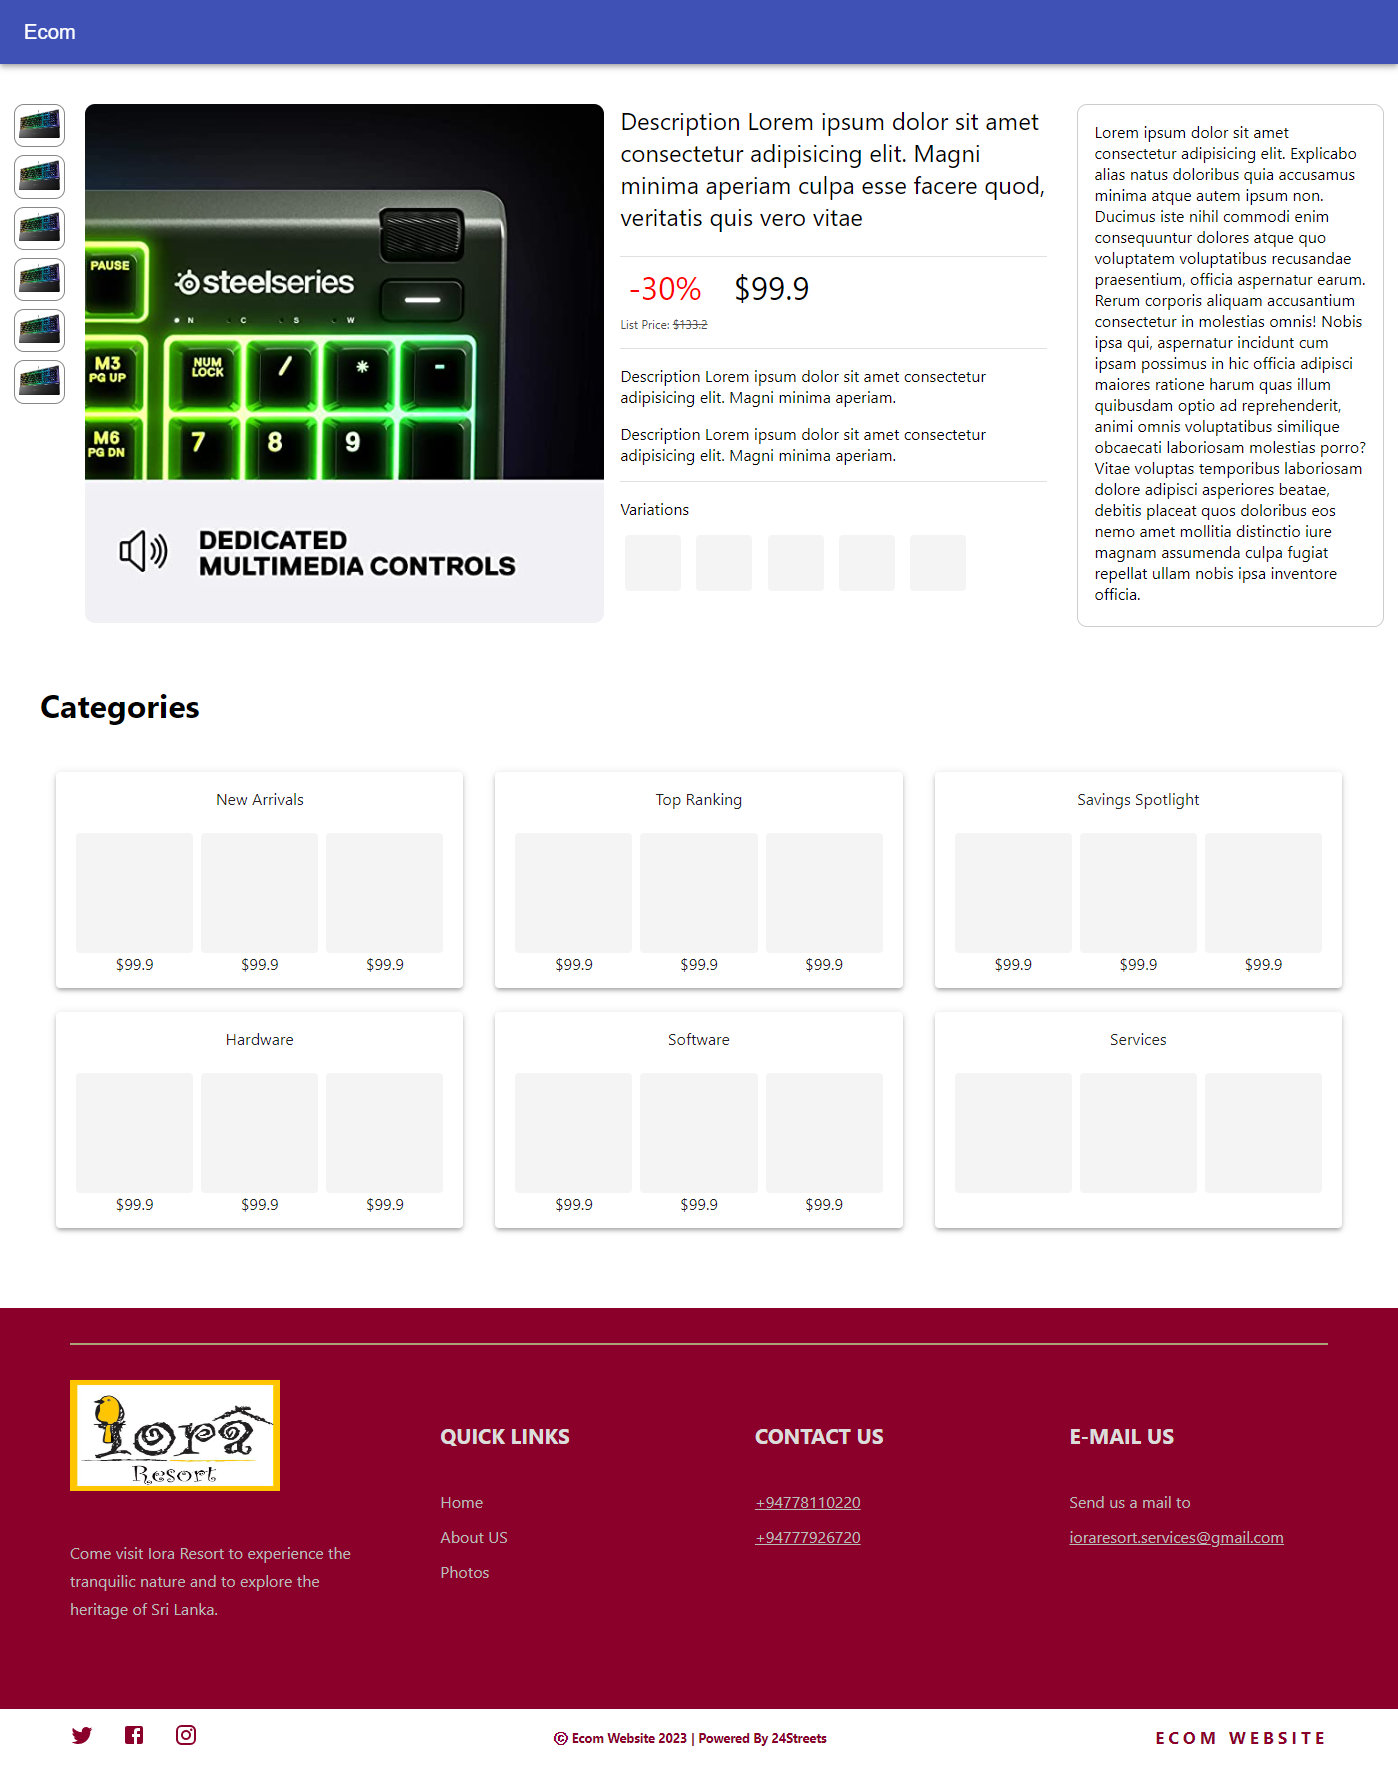 Ecom
PAUSE
steelseries
N C S W
M3
PG UP
NUM
LOCK
/
*
-
M6
PG DN
7
8
9
DEDICATED
MULTIMEDIA CONTROLS
Description Lorem ipsum dolor sit amet
consectetur adipisicing elit. Magni
minima aperiam culpa esse facere quod,
veritatis quis vero vitae
-30% $99.9
List Price: $133.2
Description Lorem ipsum dolor sit amet consectetur
adipisicing elit. Magni minima aperiam.
Description Lorem ipsum dolor sit amet consectetur
adipisicing elit. Magni minima aperiam.
Variations
Lorem ipsum dolor sit amet
consectetur adipisicing elit. Explicabo
alias natus doloribus quia accusamus
minima atque autem ipsum non.
Ducimus iste nihil commodi enim
consequuntur dolores atque quo
voluptatem voluptatibus recusandae
praesentium, officia aspernatur earum.
Rerum corporis aliquam accusantium
consectetur in molestias omnis! Nobis
ipsa qui, aspernatur incidunt cum
ipsam possimus in hic officia adipisci
maiores ratione harum quas illum
quibusdam optio ad reprehenderit,
animi omnis voluptatibus similique
obcaecati laboriosam molestias porro?
Vitae voluptas temporibus laboriosam
dolore adipisci asperiores beatae,
debitis placeat quos doloribus eos
nemo amet mollitia distinctio iure
magnam assumenda culpa fugiat
repellat ullam nobis ipsa inventore
officia.
Categories
New Arrivals
$99.9 $99.9 $99.9
Top Ranking
$99.9 $99.9 $99.9
Savings Spotlight
$99.9 $99.9 $99.9
Hardware
$99.9 $99.9 $99.9
Software
$99.9 $99.9 $99.9
Services
Iora
Resort
Come visit Iora Resort to experience the
tranquilic nature and to explore the
heritage of Sri Lanka.
QUICK LINKS
Home
About US
Photos
CONTACT US
+94778110220
+94777926720
E-MAIL US
Send us a mail to
ioraresort.services@gmail.com
© Ecom Website 2023 | Powered By 24Streets
ECOM WEBSITE